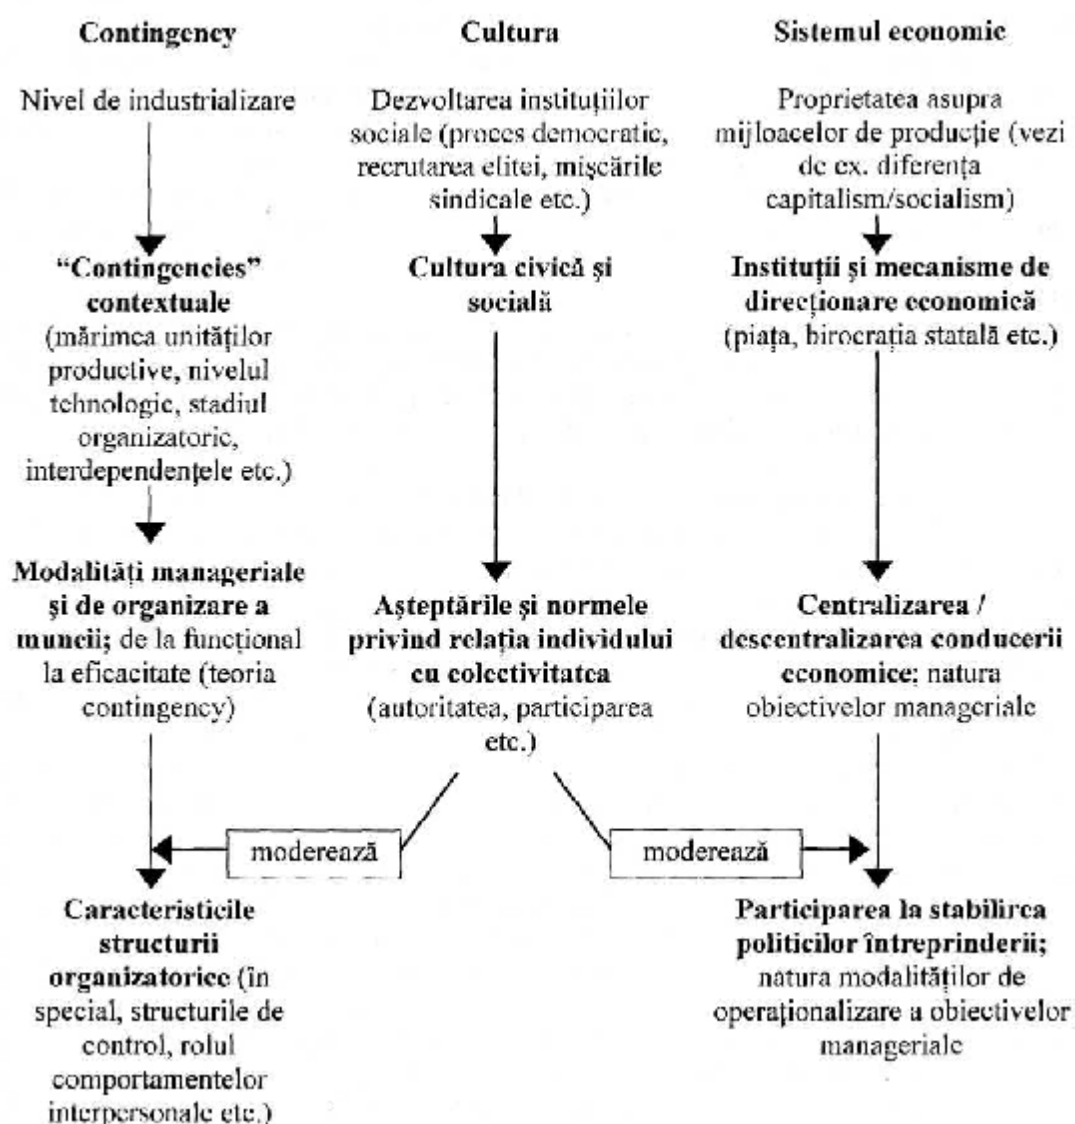 Contingency
Nivel de industrializare
“Contingencies”
contextuale
(mărimea unităților
productive, nivelul
tehnologic, stadiul
organizatoric,
interdependențele etc.)
Modalități manageriale
și de organizare a
muncii; de la funcțional
la eficacitate (teoria
contingency)
Caracteristicile
structurii
organizatorice (în
special, structurile de
control, rolul
comportamentelor
interpersonale etc.)
Cultura
Dezvoltarea instituțiilor
sociale (proces democratic,
recrutarea elitei, mișcările
sindicale etc.)
Cultura civică și
socială
Așteptările și normele
privind relația individului
cu colectivitatea
(autoritatea, participarea
etc.)
moderează
moderează
Sistemul economic
Proprietatea asupra
mijloacelor de producție (vezi
de ex. diferența
capitalism/socialism)
Instituții și mecanisme de
direcționare economică
(piața, birocrația statală etc.)
Centralizarea /
descentralizarea conducerii
economice; natura
obiectivelor manageriale
Participarea la stabilirea
politicilor întreprinderii;
natura modalităților de
operaționalizare a obiectivelor
manageriale